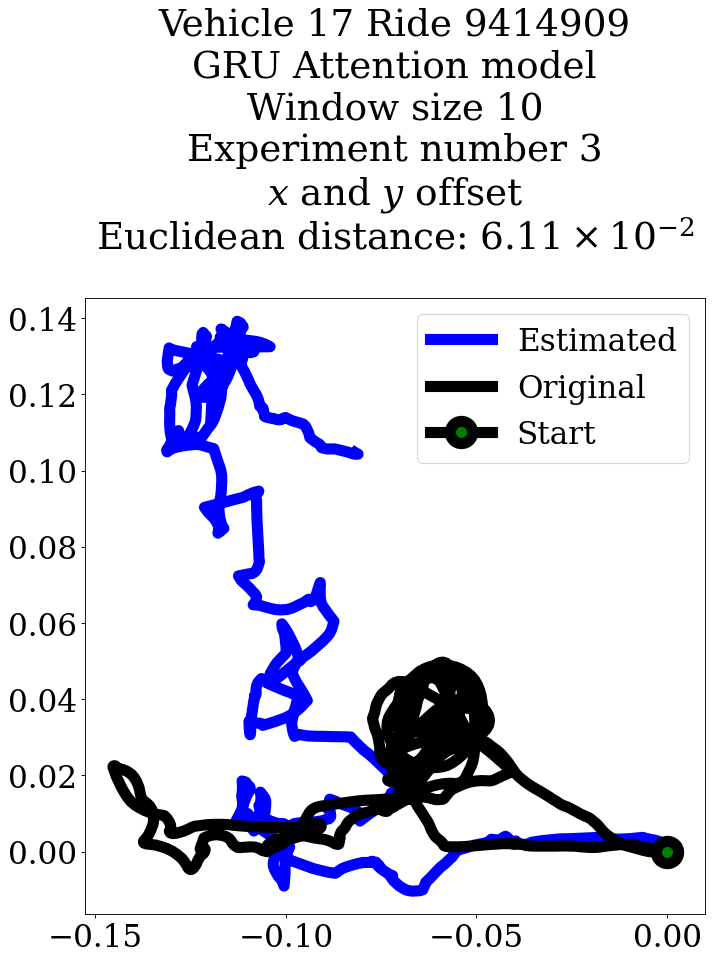 Vehicle 17 Ride 9414909
GRU Attention model
Window size 10
Experiment number 3
x and y offset
Euclidean distance: 6.11 × 10⁻²
Estimated
Original
Start
0.14
0.12
0.10
0.08
0.06
0.04
0.02
0.00
−0.15 −0.10 −0.05 0.00